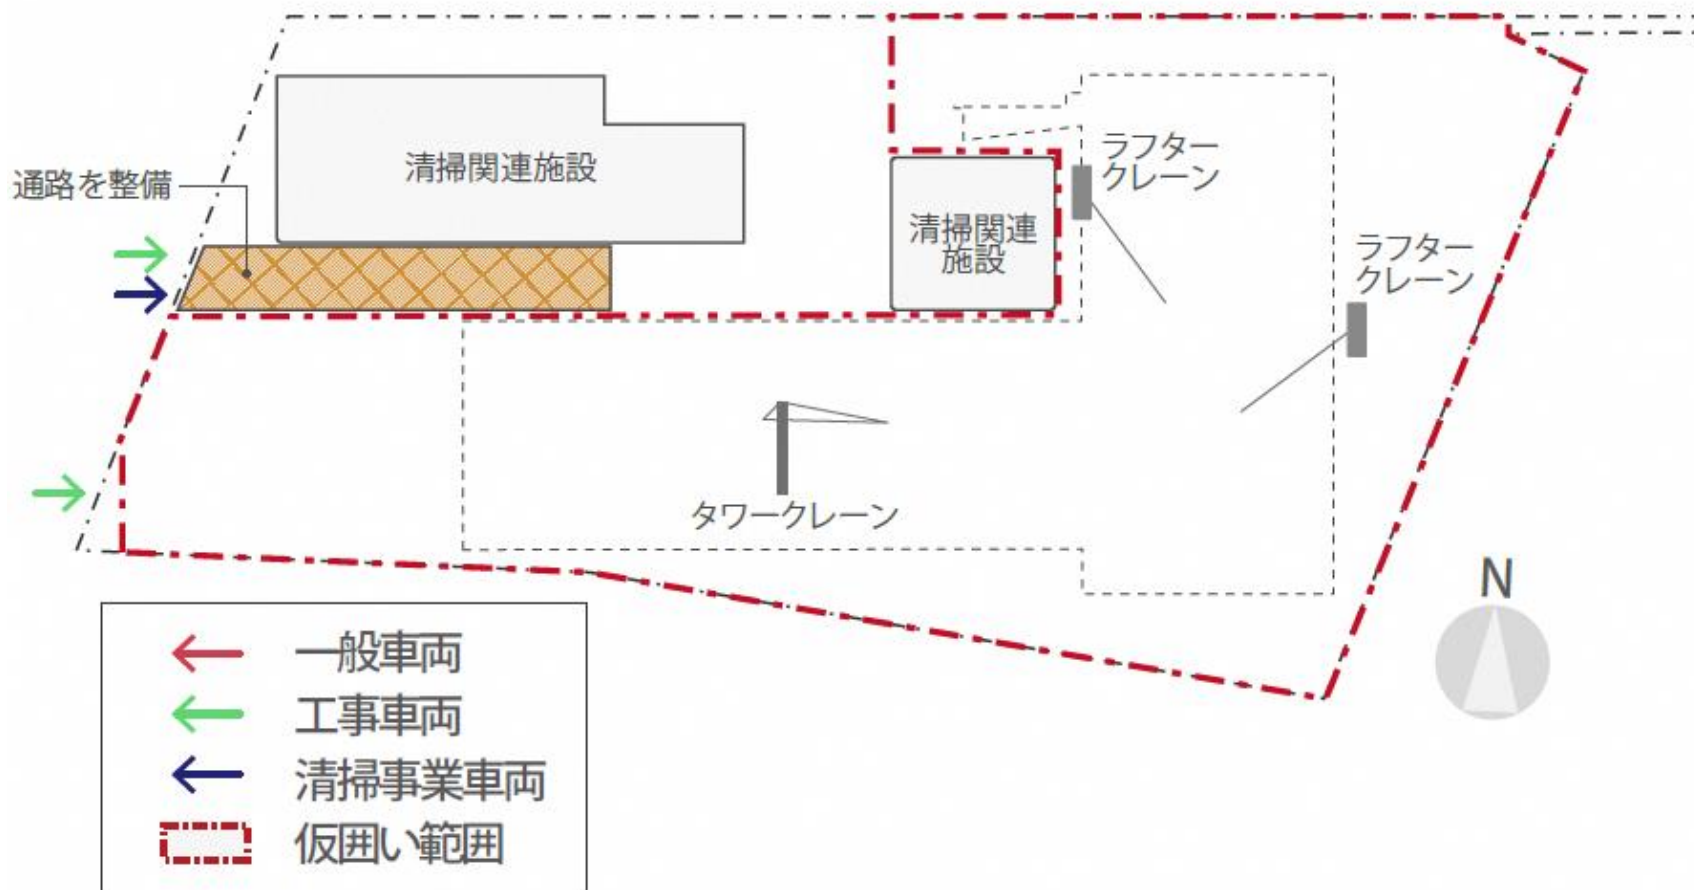 清掃関連施設
通路を整備
ラフター
クレーン
清掃関連
施設
ラフター
クレーン
タワークレーン
N
一般車両
工事車両
清掃事業車両
仮囲い範囲